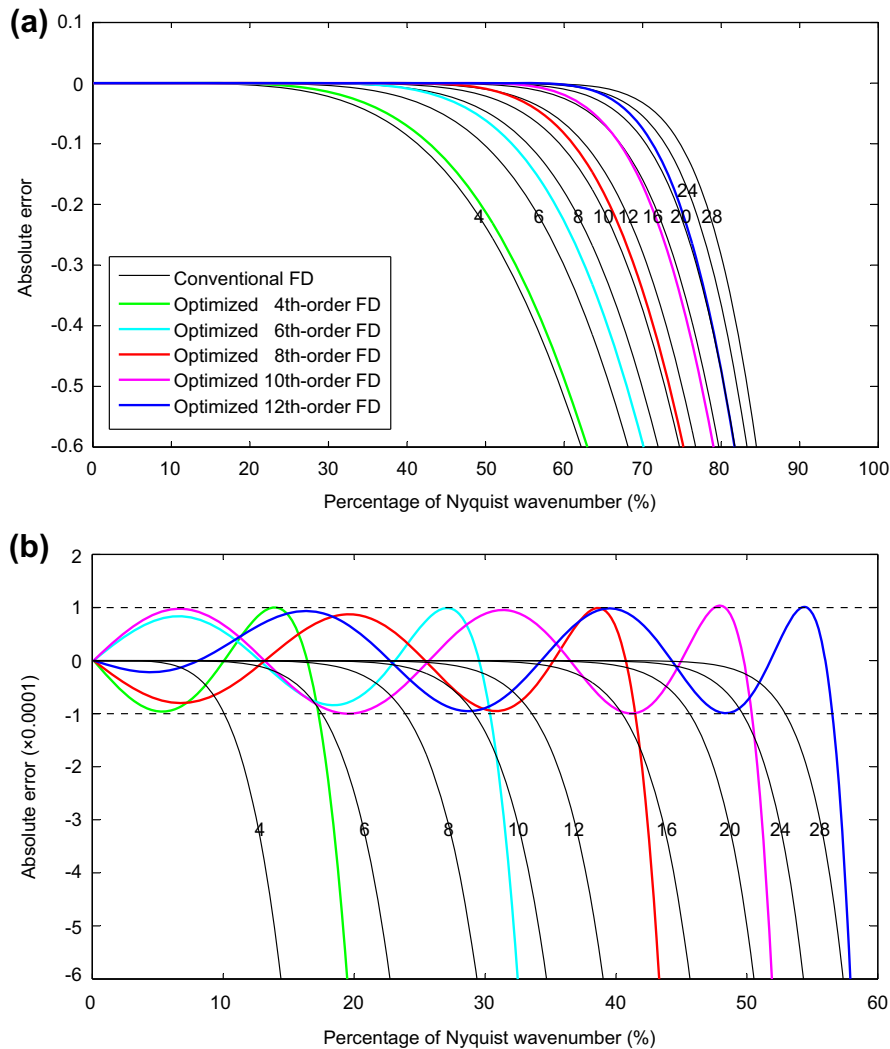 (a)
0.1
0
-0.1
-0.2
-0.3
-0.4
-0.5
-0.6
Absolute error
4
6
8
10
12
16
20
24
28
Conventional FD
Optimized 4th-order FD
Optimized 6th-order FD
Optimized 8th-order FD
Optimized 10th-order FD
Optimized 12th-order FD
0 10 20 30 40 50 60 70 80 90 100
Percentage of Nyquist wavenumber (%)
(b)
2
1
0
-1
-2
-3
-4
-5
-6
Absolute error (×0.0001)
4 6 8 10 12 16 20 24 28
0 10 20 30 40 50 60
Percentage of Nyquist wavenumber (%)